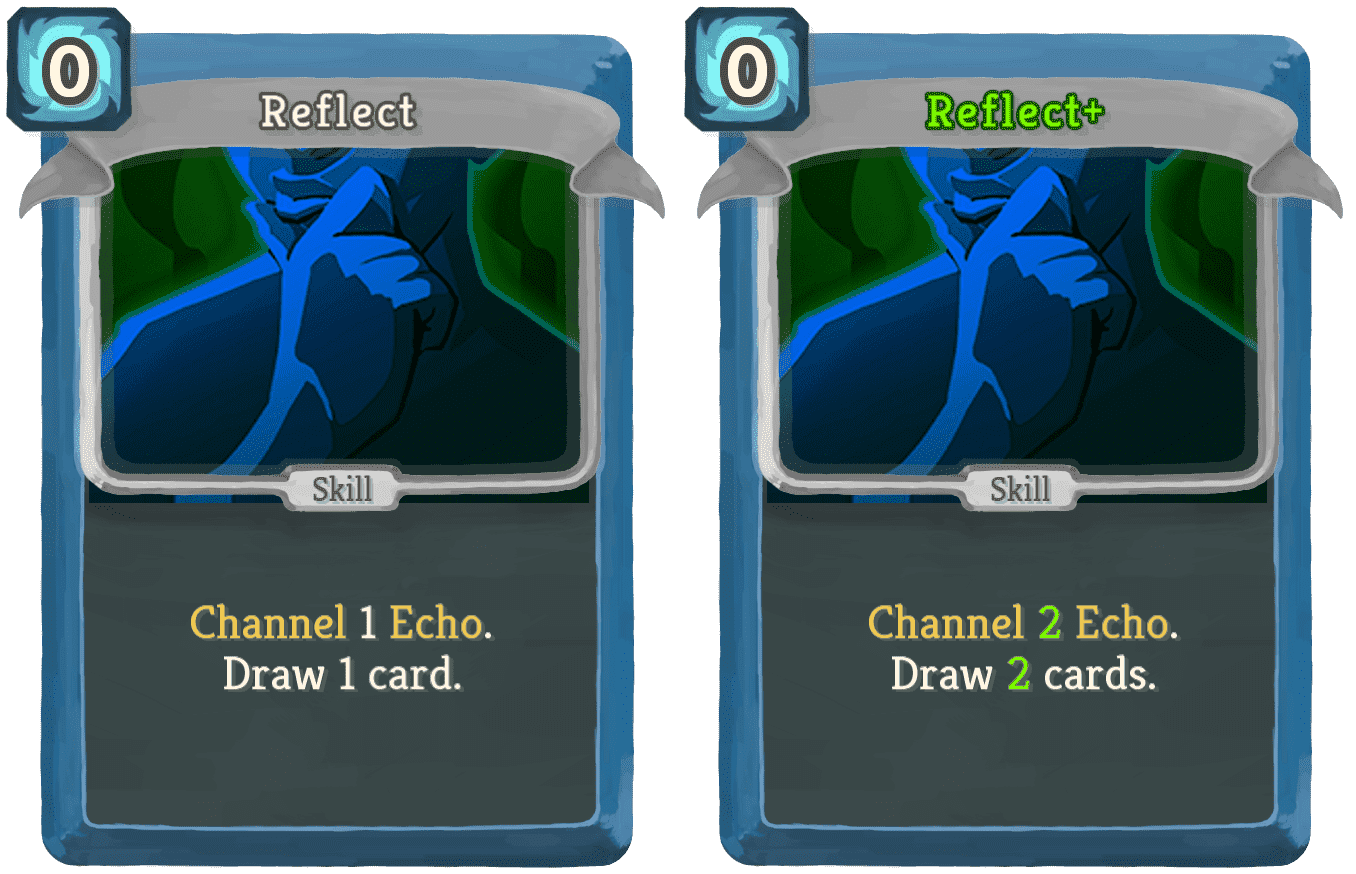 0
Reflect
Skill
Channel 1 Echo.
Draw 1 card.
0
Reflect+
Skill
Channel 2 Echo.
Draw 2 cards.